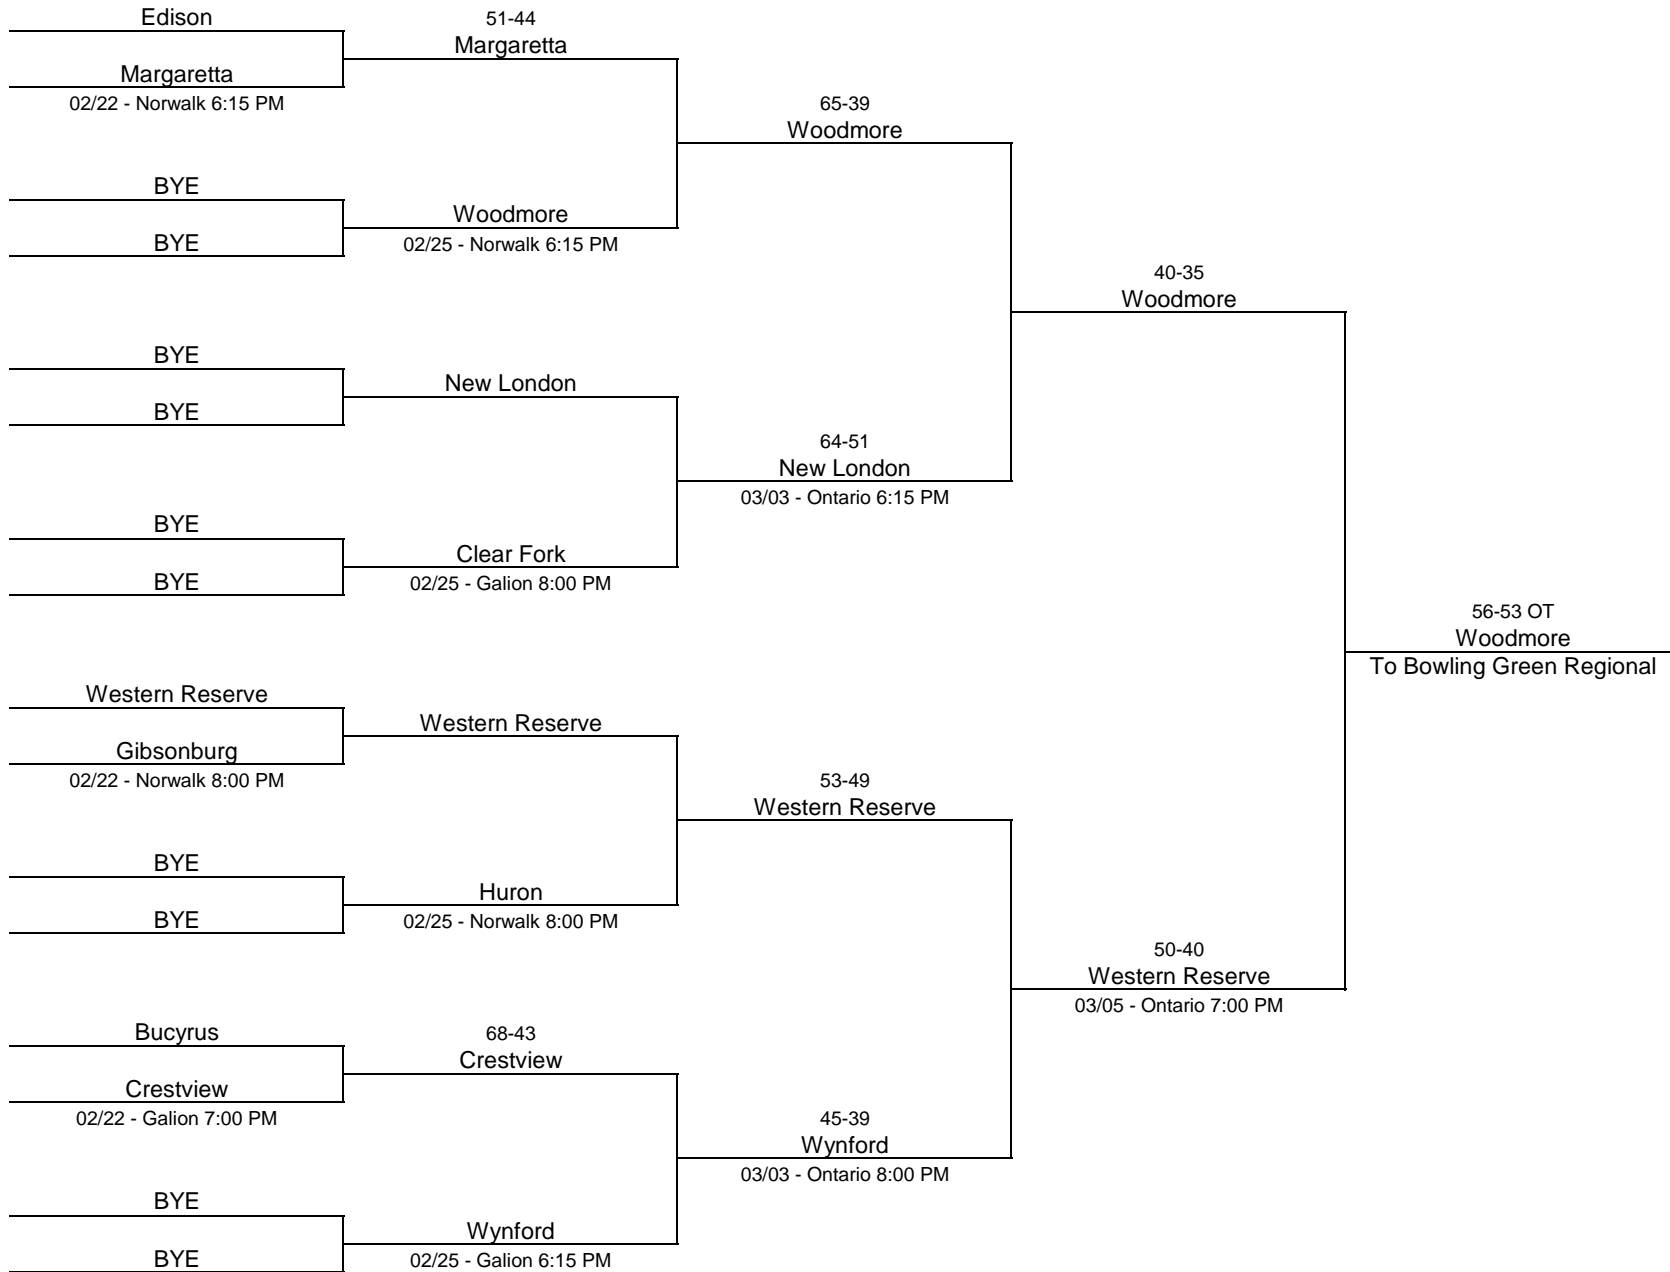 Edison
Margaretta
02/22 - Norwalk 6:15 PM
BYE
BYE
BYE
BYE
BYE
BYE
Western Reserve
Gibsonburg
02/22 - Norwalk 8:00 PM
BYE
BYE
Bucyrus
Crestview
02/22 - Galion 7:00 PM
BYE
BYE
51-44
Margaretta
Woodmore
02/25 - Norwalk 6:15 PM
New London
Clear Fork
02/25 - Galion 8:00 PM
Western Reserve
Huron
02/25 - Norwalk 8:00 PM
68-43
Crestview
Wynford
02/25 - Galion 6:15 PM
65-39
Woodmore
64-51
New London
03/03 - Ontario 6:15 PM
53-49
Western Reserve
45-39
Wynford
03/03 - Ontario 8:00 PM
40-35
Woodmore
50-40
Western Reserve
03/05 - Ontario 7:00 PM
56-53 OT
Woodmore
To Bowling Green Regional